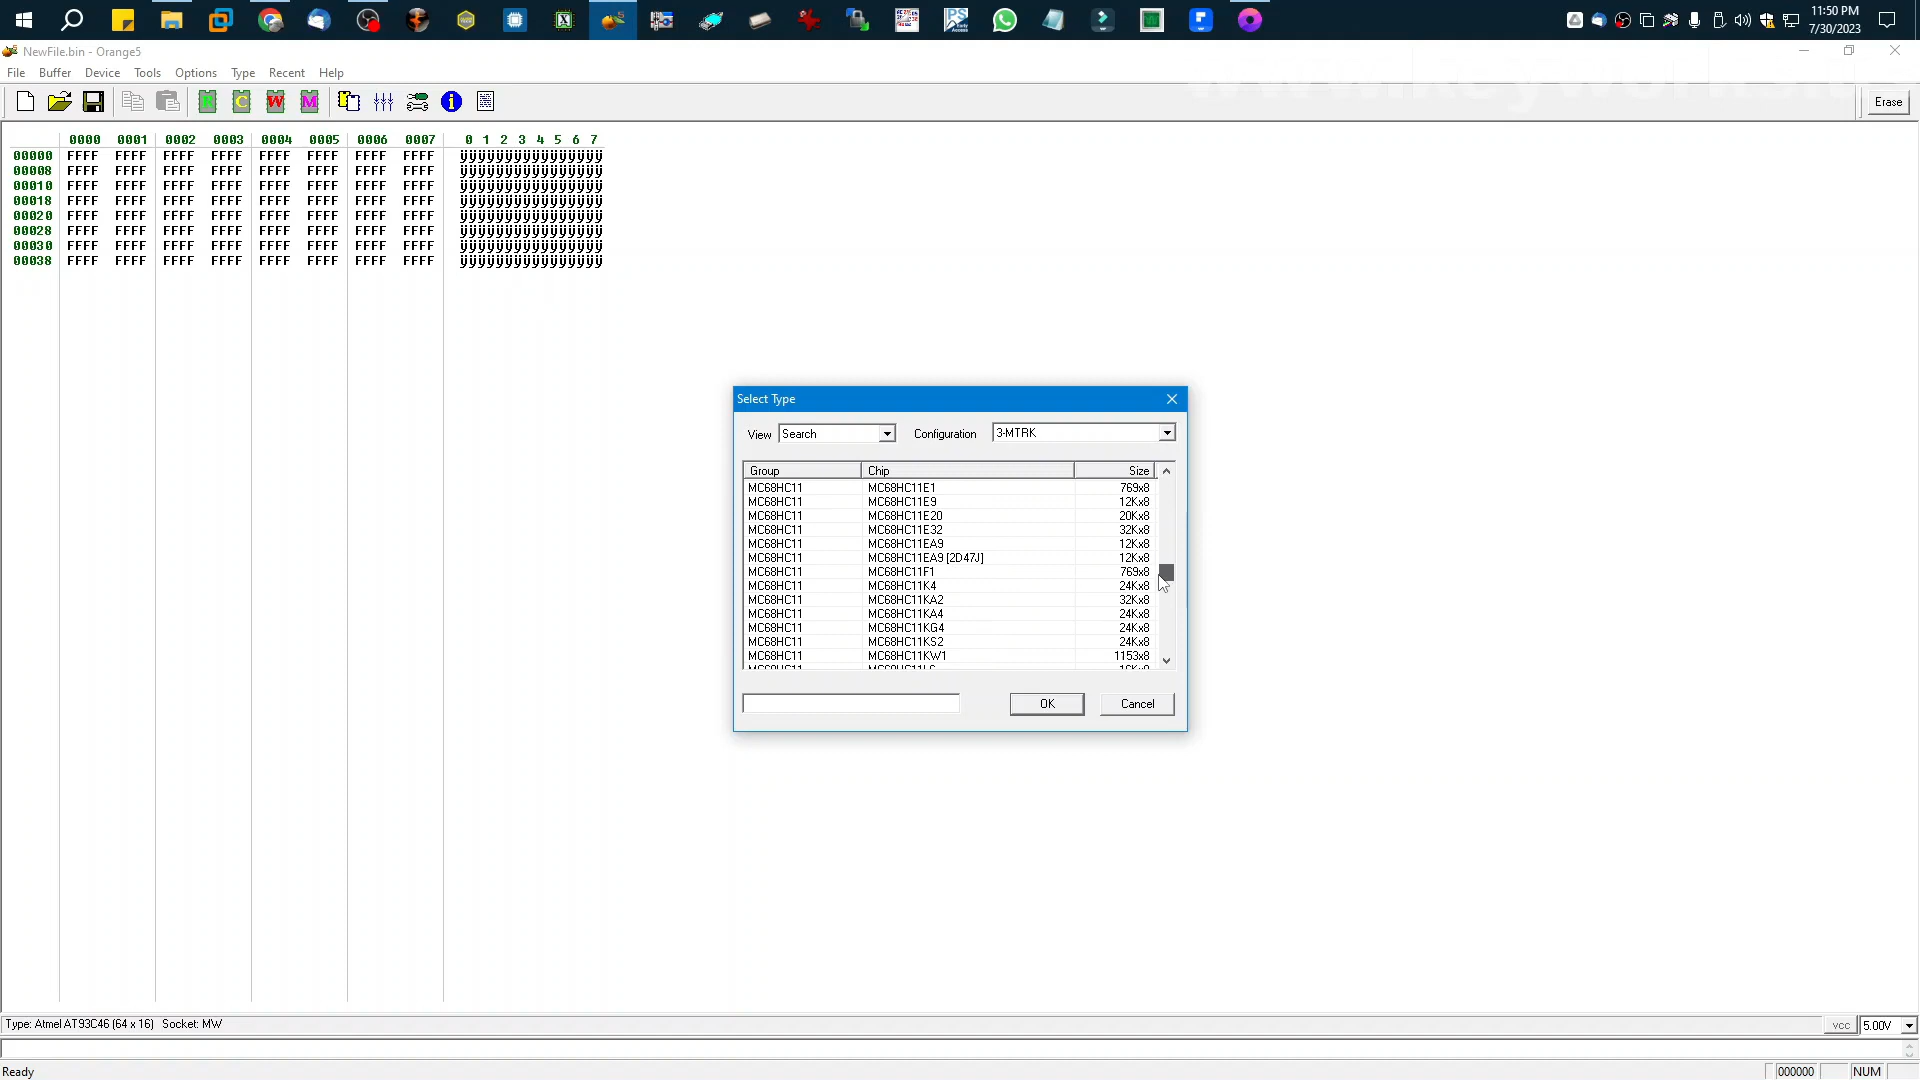 11:50 PM
7/30/2023
NewFile.bin - Orange5
File Buffer Device Tools Options Type Recent Help
R C W M i Erase
0000 0001 0002 0003 0004 0005 0006 0007 0 1 2 3 4 5 6 7
00000 FFFF FFFF FFFF FFFF FFFF FFFF FFFF FFFF ÿÿÿÿÿÿÿÿÿÿÿÿÿÿÿÿ
00008 FFFF FFFF FFFF FFFF FFFF FFFF FFFF FFFF ÿÿÿÿÿÿÿÿÿÿÿÿÿÿÿÿ
00010 FFFF FFFF FFFF FFFF FFFF FFFF FFFF FFFF ÿÿÿÿÿÿÿÿÿÿÿÿÿÿÿÿ
00018 FFFF FFFF FFFF FFFF FFFF FFFF FFFF FFFF ÿÿÿÿÿÿÿÿÿÿÿÿÿÿÿÿ
00020 FFFF FFFF FFFF FFFF FFFF FFFF FFFF FFFF ÿÿÿÿÿÿÿÿÿÿÿÿÿÿÿÿ
00028 FFFF FFFF FFFF FFFF FFFF FFFF FFFF FFFF ÿÿÿÿÿÿÿÿÿÿÿÿÿÿÿÿ
00030 FFFF FFFF FFFF FFFF FFFF FFFF FFFF FFFF ÿÿÿÿÿÿÿÿÿÿÿÿÿÿÿÿ
00038 FFFF FFFF FFFF FFFF FFFF FFFF FFFF FFFF ÿÿÿÿÿÿÿÿÿÿÿÿÿÿÿÿ
Select Type
View Search Configuration 3-MTRK
Group Chip Size
MC68HC11 MC68HC11E1 769x8
MC68HC11 MC68HC11E9 12Kx8
MC68HC11 MC68HC11E20 20Kx8
MC68HC11 MC68HC11E32 32Kx8
MC68HC11 MC68HC11EA9 12Kx8
MC68HC11 MC68HC11EA9 [2D47J] 12Kx8
MC68HC11 MC68HC11F1 769x8
MC68HC11 MC68HC11K4 24Kx8
MC68HC11 MC68HC11KA2 32Kx8
MC68HC11 MC68HC11KA4 24Kx8
MC68HC11 MC68HC11KG4 24Kx8
MC68HC11 MC68HC11KS2 24Kx8
MC68HC11 MC68HC11KW1 1153x8
OK Cancel
Type: Atmel AT93C46 (64 x 16) Socket: MW vcc 5.00V
Ready 000000 NUM